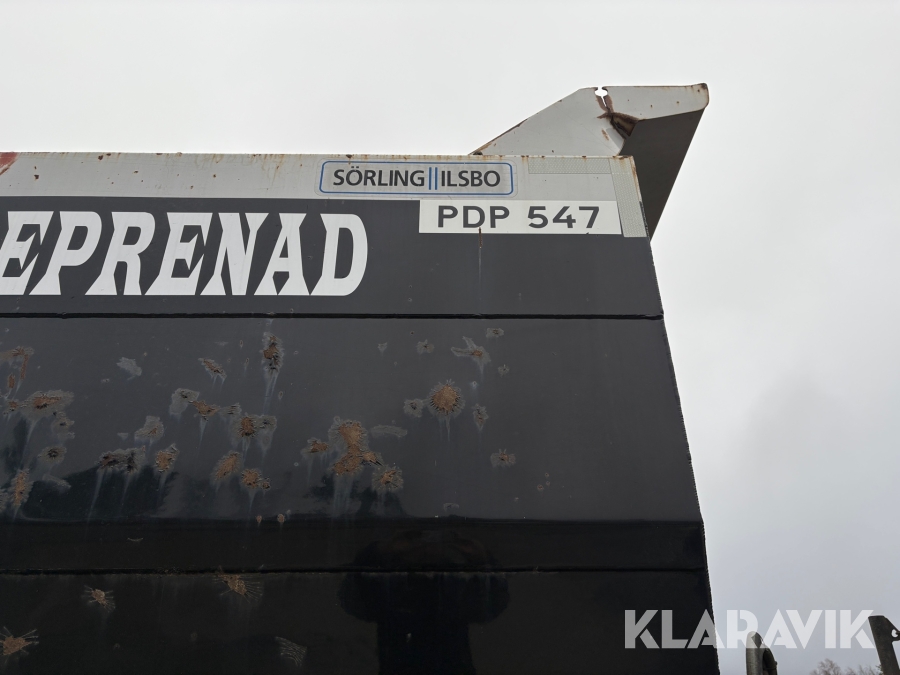 SÖRLING||ILSBO
PDP 547
EPRENAD
KLARAVIK